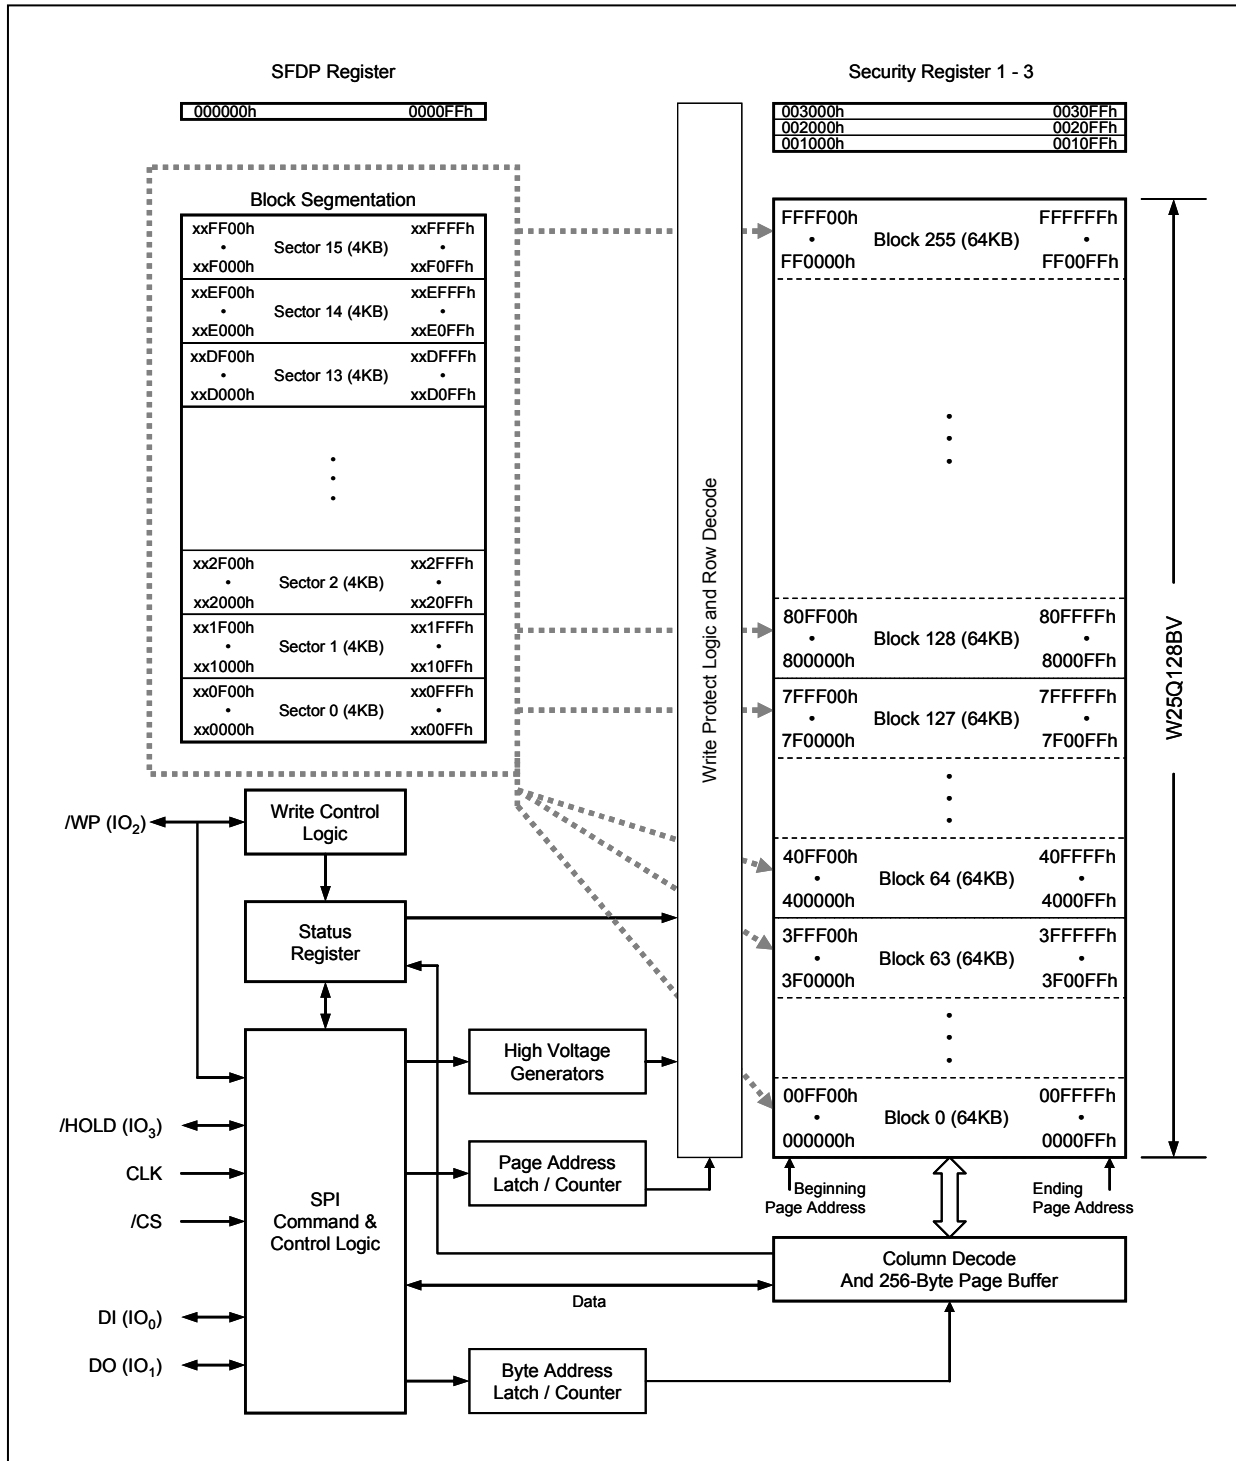 SFDP Register
000000h 0000FFh
Security Register 1 - 3
003000h 0030FFh
002000h 0020FFh
001000h 0010FFh
Block Segmentation
xxFF00h xxFFFFh
• Sector 15 (4KB) •
xxF000h xxF0FFh
xxEF00h xxEFFFh
• Sector 14 (4KB) •
xxE000h xxE0FFh
xxDF00h xxDFFFh
• Sector 13 (4KB) •
xxD000h xxD0FFh
xx2F00h xx2FFFh
• Sector 2 (4KB) •
xx2000h xx20FFh
xx1F00h xx1FFFh
• Sector 1 (4KB) •
xx1000h xx10FFh
xx0F00h xx0FFFh
• Sector 0 (4KB) •
xx0000h xx00FFh
Write Protect Logic and Row Decode
FFFF00h FFFFFFh
• Block 255 (64KB) •
FF0000h FF00FFh
80FF00h 80FFFFh
• Block 128 (64KB) •
800000h 8000FFh
7FFF00h 7FFFFFh
• Block 127 (64KB) •
7F0000h 7F00FFh
40FF00h 40FFFFh
• Block 64 (64KB) •
400000h 4000FFh
3FFF00h 3FFFFFh
• Block 63 (64KB) •
3F0000h 3F00FFh
00FF00h 00FFFFh
• Block 0 (64KB) •
000000h 0000FFh
W25Q128BV
Beginning
Page Address
Ending
Page Address
/WP (IO2)
Write Control
Logic
Status
Register
High Voltage
Generators
/HOLD (IO3)
CLK
/CS
DI (IO0)
DO (IO1)
SPI
Command &
Control Logic
Page Address
Latch / Counter
Column Decode
And 256-Byte Page Buffer
Data
Byte Address
Latch / Counter